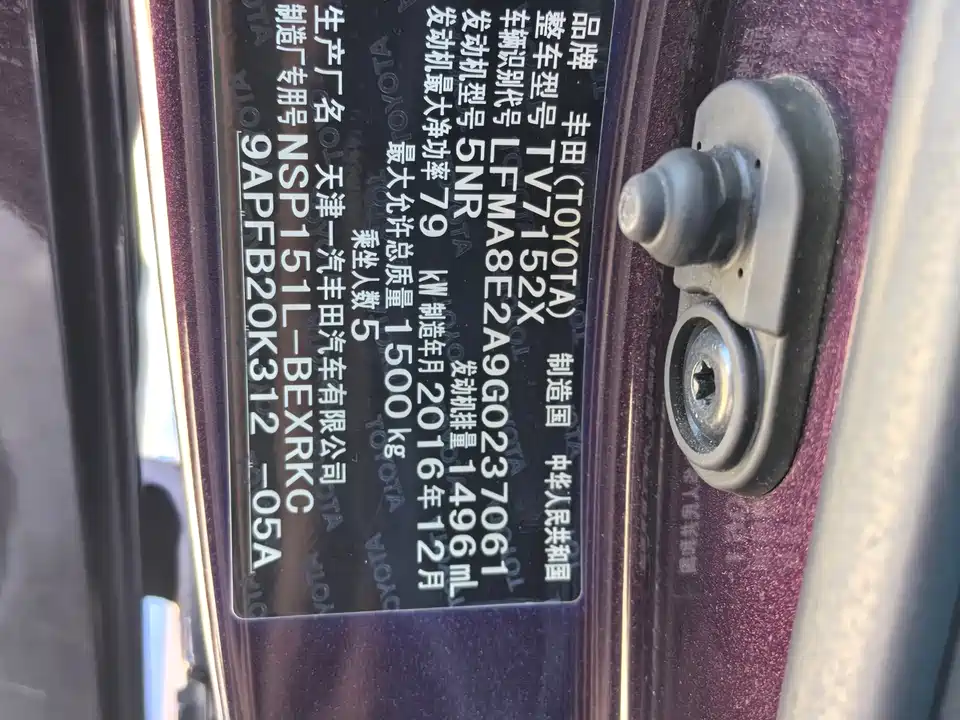 品牌 丰田(TOYOTA) 制造国 中华人民共和国
整车型号 TV7152X
车辆识别代号 LFMA8E2A9G0237061
发动机型号 5NR 发动机排量 1496 mL
发动机最大净功率 79 kW 制造年月 2016年12月
最大允许总质量 1500 kg
乘坐人数 5
生产厂名 天津一汽丰田汽车有限公司
制造厂专用号 NSP151L-BEXRKC
9APFB20K312 -05A